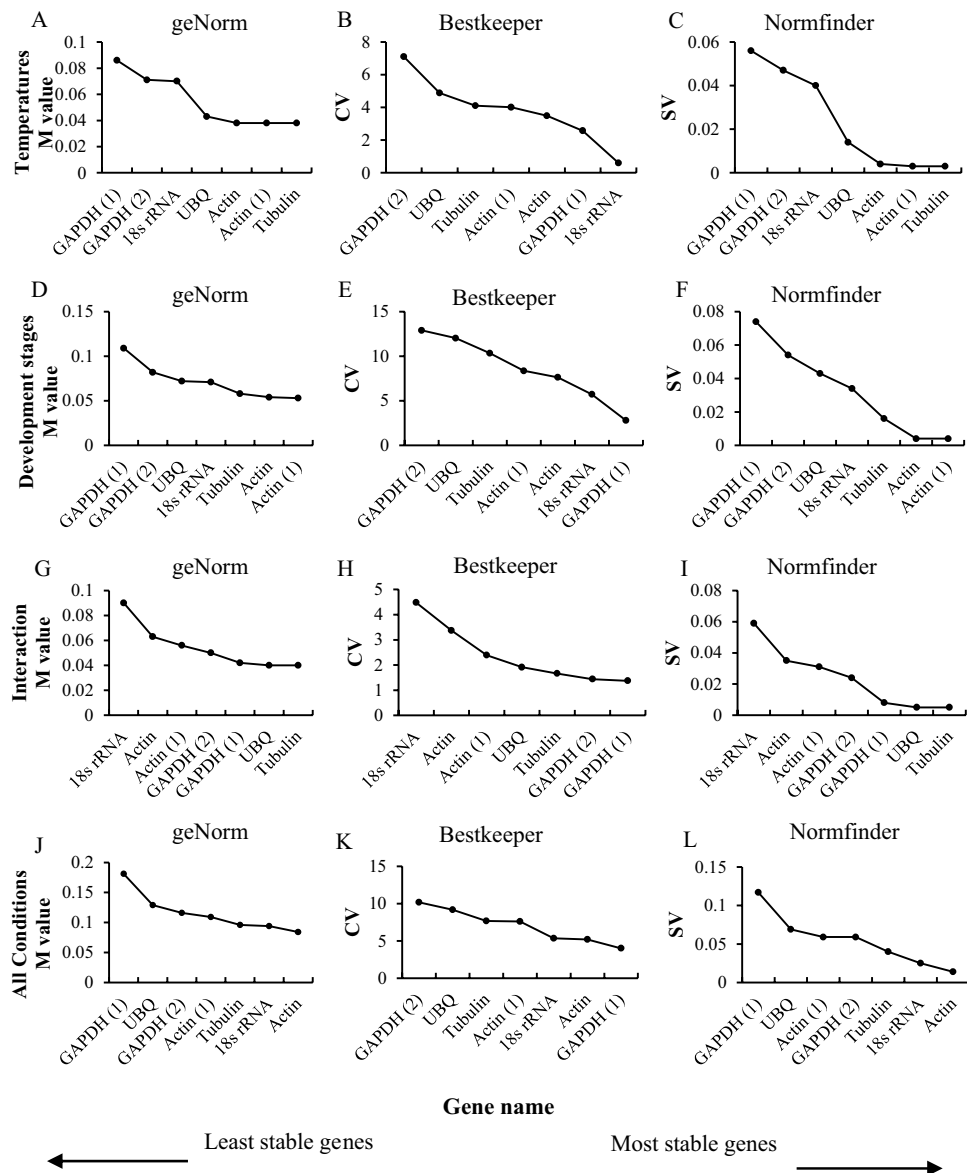 A
geNorm
Temperatures
M value
0.1
0.08
0.06
0.04
0.02
0
GAPDH (1)
GAPDH (2)
18s rRNA
UBQ
Actin
Actin (1)
Tubulin
B
Bestkeeper
CV
8
6
4
2
0
GAPDH (2)
UBQ
Tubulin
Actin (1)
Actin
GAPDH (1)
18s rRNA
C
Normfinder
SV
0.06
0.04
0.02
0
GAPDH (1)
GAPDH (2)
18s rRNA
UBQ
Actin
Actin (1)
Tubulin
D
geNorm
Development stages
M value
0.15
0.1
0.05
0
GAPDH (1)
GAPDH (2)
UBQ
18s rRNA
Tubulin
Actin
Actin (1)
E
Bestkeeper
CV
15
10
5
0
GAPDH (2)
UBQ
Tubulin
Actin (1)
Actin
18s rRNA
GAPDH (1)
F
Normfinder
SV
0.08
0.06
0.04
0.02
0
GAPDH (1)
GAPDH (2)
UBQ
18s rRNA
Tubulin
Actin
Actin (1)
G
geNorm
Interaction
M value
0.1
0.08
0.06
0.04
0.02
0
18s rRNA
Actin
Actin (1)
GAPDH (2)
GAPDH (1)
UBQ
Tubulin
H
Bestkeeper
CV
5
4
3
2
1
0
18s rRNA
Actin
Actin (1)
UBQ
Tubulin
GAPDH (2)
GAPDH (1)
I
Normfinder
SV
0.08
0.06
0.04
0.02
0
18s rRNA
Actin
Actin (1)
GAPDH (2)
GAPDH (1)
UBQ
Tubulin
J
geNorm
All Conditions
M value
0.2
0.15
0.1
0.05
0
GAPDH (1)
UBQ
GAPDH (2)
Actin (1)
Tubulin
18s rRNA
Actin
K
Bestkeeper
CV
15
10
5
0
GAPDH (2)
UBQ
Tubulin
Actin (1)
18s rRNA
Actin
GAPDH (1)
L
Normfinder
SV
0.15
0.1
0.05
0
GAPDH (1)
UBQ
Actin (1)
GAPDH (2)
Tubulin
18s rRNA
Actin
Gene name
Least stable genes
Most stable genes